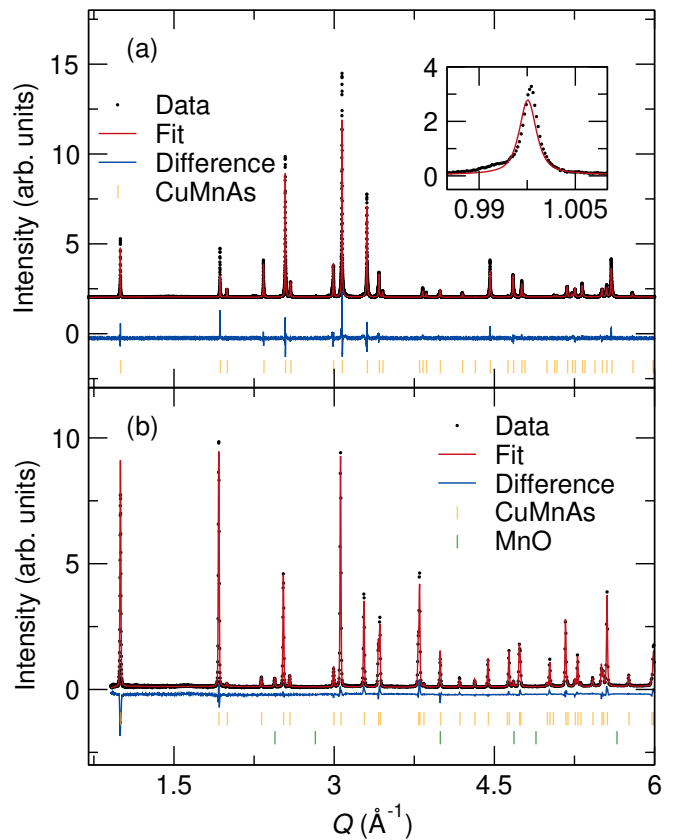 (a)
Intensity (arb. units)
15
10
5
0
Data
Fit
Difference
CuMnAs
4
2
0
0.99 1.005
(b)
Intensity (arb. units)
10
5
0
Data
Fit
Difference
CuMnAs
MnO
1.5 3 4.5 6
Q (Å⁻¹)